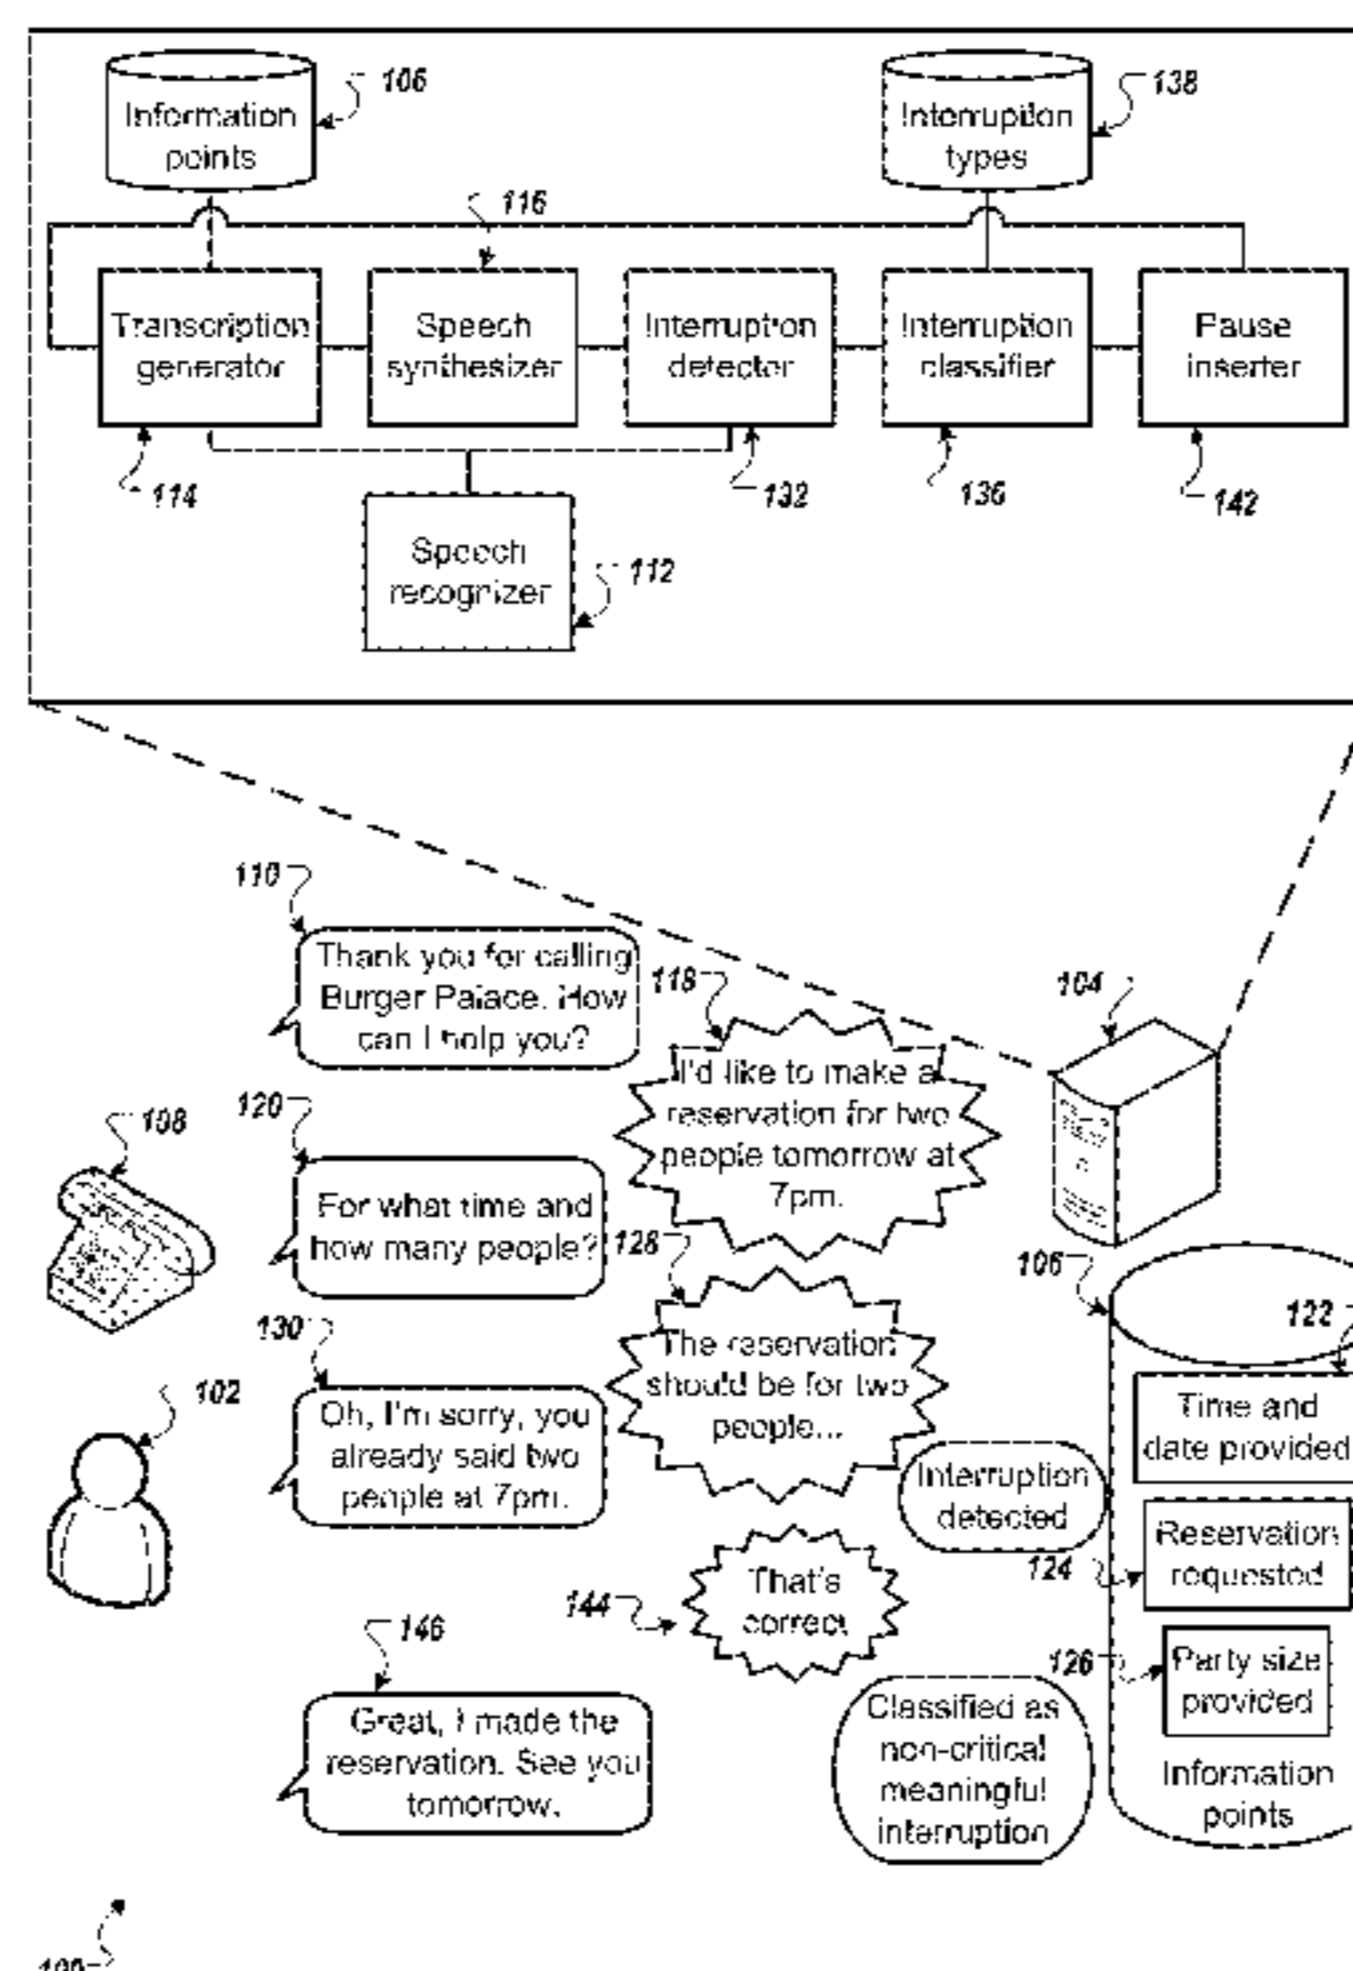 106
Information
points
138
Interruption
types
116
Transcription
generator
Speech
synthesizer
Interruption
detector
Interruption
classifier
Pause
inserter
114
132
136
142
Speech
recognizer
112
110
Thank you for calling
Burger Palace. How
can I help you?
118
I'd like to make a
reservation for two
people tomorrow at
7pm.
104
108
120
For what time and
how many people?
128
The reservation
should be for two
people...
106
122
Time and
date provided
130
Oh, I'm sorry, you
already said two
people at 7pm.
102
Interruption
detected
124
Reservation
requested
144
That's
correct
126
Party size
provided
Information
points
146
Great, I made the
reservation. See you
tomorrow.
Classified as
non-critical
meaningful
interruption
100